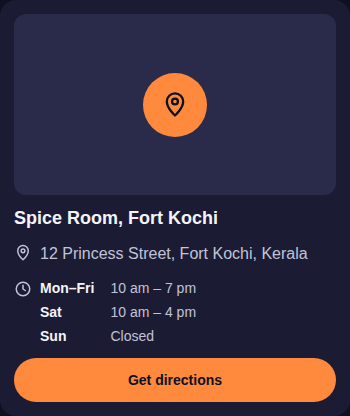 Spice Room, Fort Kochi
12 Princess Street, Fort Kochi, Kerala
Mon–Fri 10 am – 7 pm
Sat 10 am – 4 pm
Sun Closed
Get directions